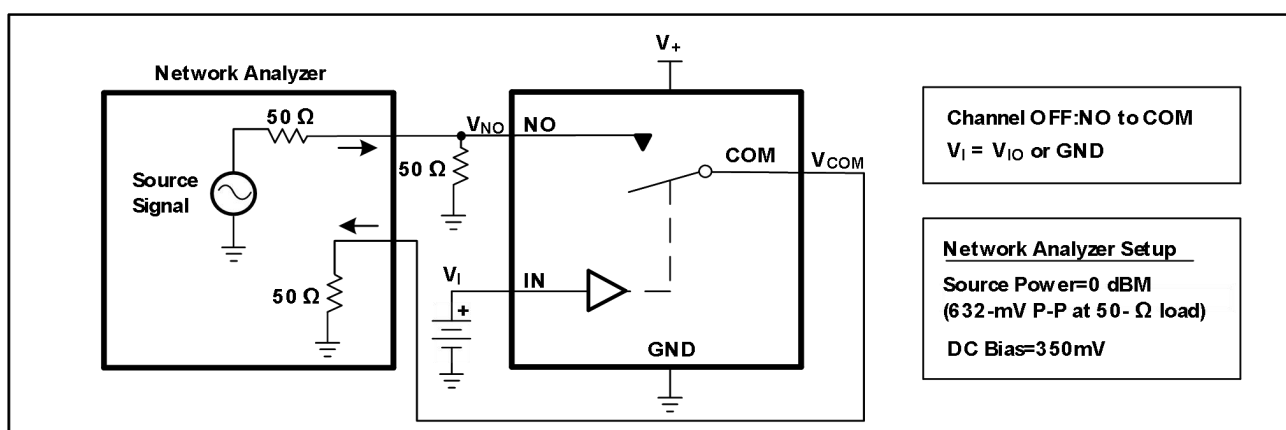 V+
Network Analyzer
50 Ω
VNO
NO
50 Ω
COM
VCOM
Source
Signal
50 Ω
VI
IN
+
GND
Channel OFF:NO to COM
VI = VIO or GND
Network Analyzer Setup
Source Power=0 dBM
(632-mV P-P at 50- Ω load)
DC Bias=350mV